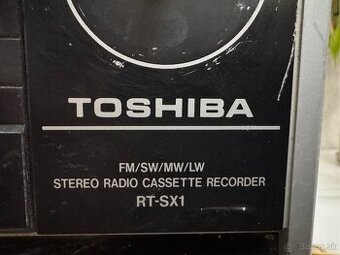 TOSHIBA
FM/SW/MW/LW
STEREO RADIO CASSETTE RECORDER
RT-SX1